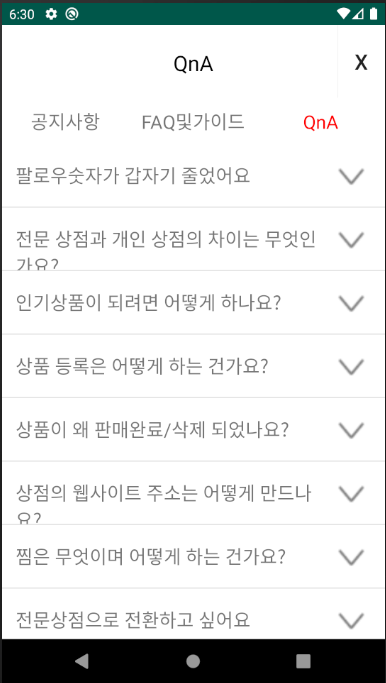 6:30
QnA
X
공지사항 FAQ및가이드 QnA
팔로우숫자가 갑자기 줄었어요
전문 상점과 개인 상점의 차이는 무엇인
가요?
인기상품이 되려면 어떻게 하나요?
상품 등록은 어떻게 하는 건가요?
상품이 왜 판매완료/삭제 되었나요?
상점의 웹사이트 주소는 어떻게 만드나
요?
찜은 무엇이며 어떻게 하는 건가요?
전문상점으로 전환하고 싶어요